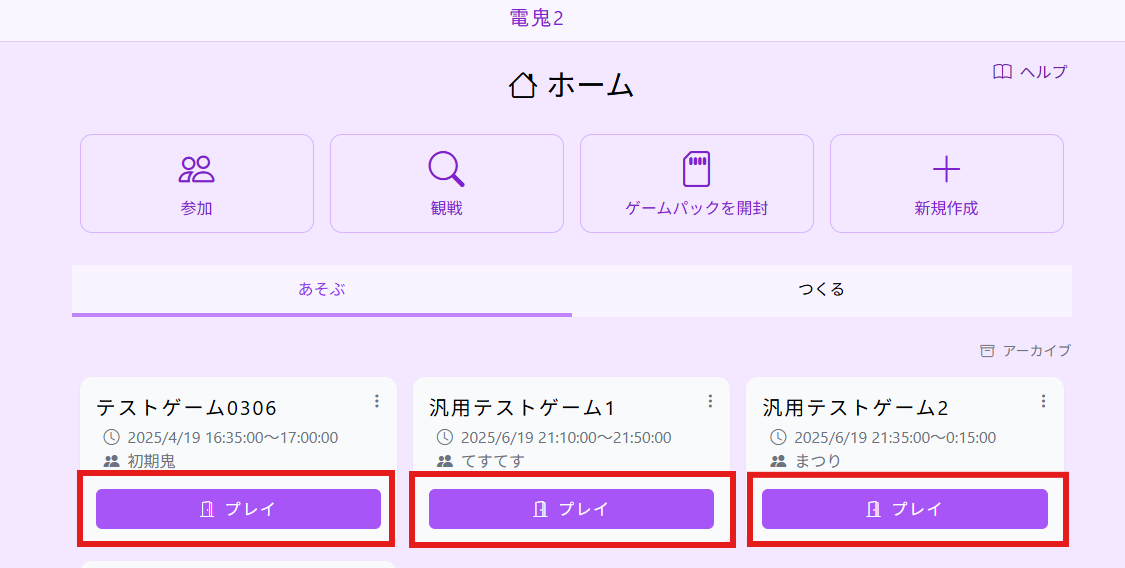 電鬼2
ホーム
ヘルプ
参加
観戦
ゲームパックを開封
新規作成
あそぶ
つくる
アーカイブ
テストゲーム0306
2025/4/19 16:35:00〜17:00:00
初期鬼
プレイ
汎用テストゲーム1
2025/6/19 21:10:00〜21:50:00
てすてす
プレイ
汎用テストゲーム2
2025/6/19 21:35:00〜0:15:00
まつり
プレイ